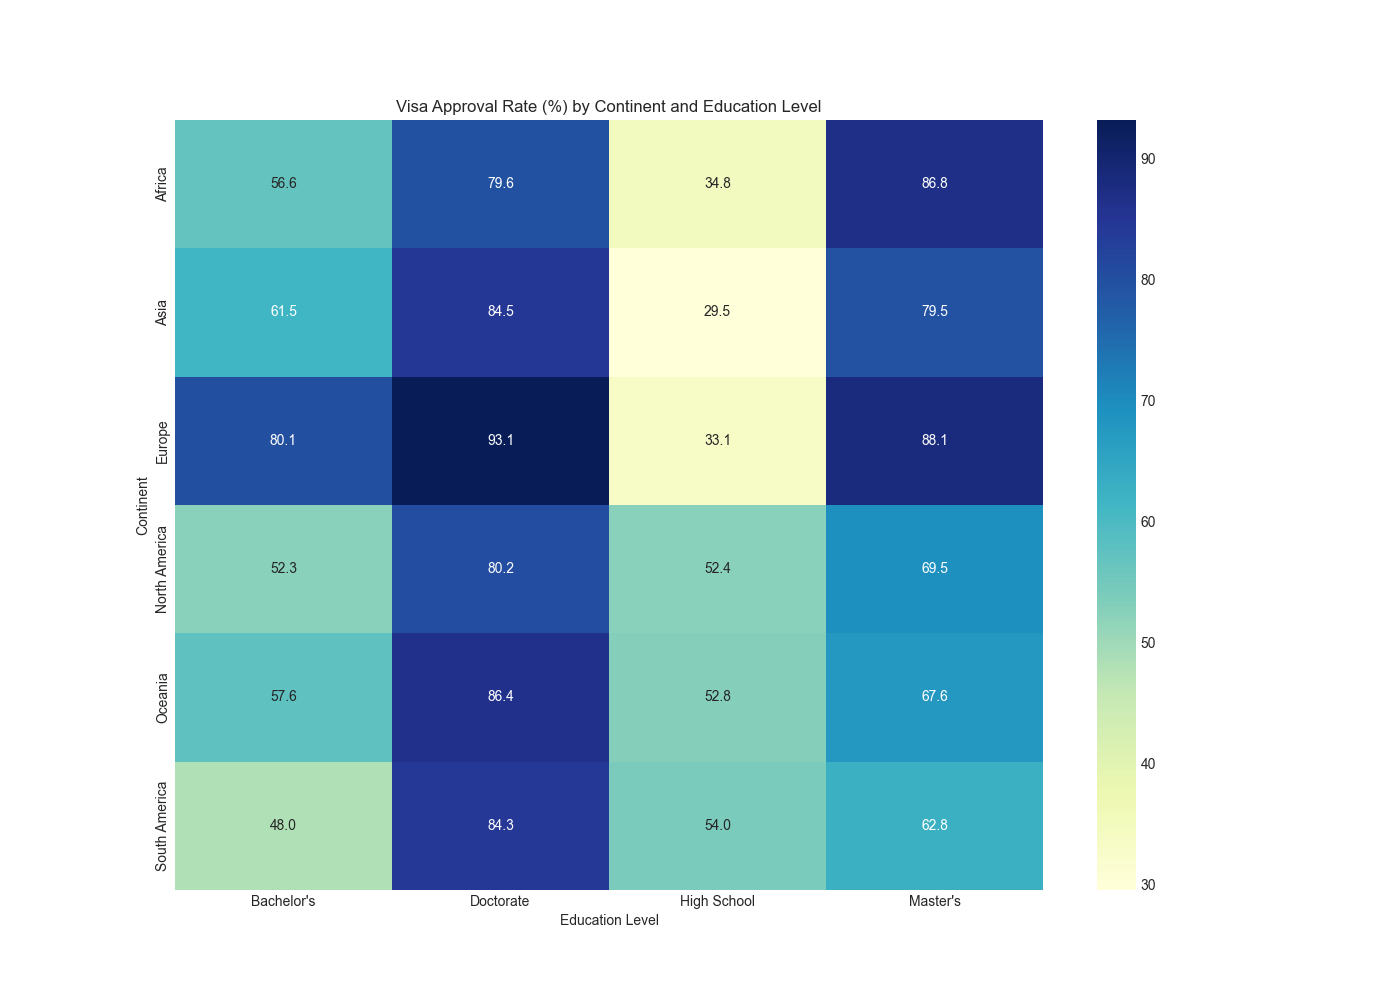 Visa Approval Rate (%) by Continent and Education Level
Continent
Africa
56.6 79.6 34.8 86.8
Asia
61.5 84.5 29.5 79.5
Europe
80.1 93.1 33.1 88.1
North America
52.3 80.2 52.4 69.5
Oceania
57.6 86.4 52.8 67.6
South America
48.0 84.3 54.0 62.8
Bachelor's Doctorate High School Master's
Education Level
90
80
70
60
50
40
30